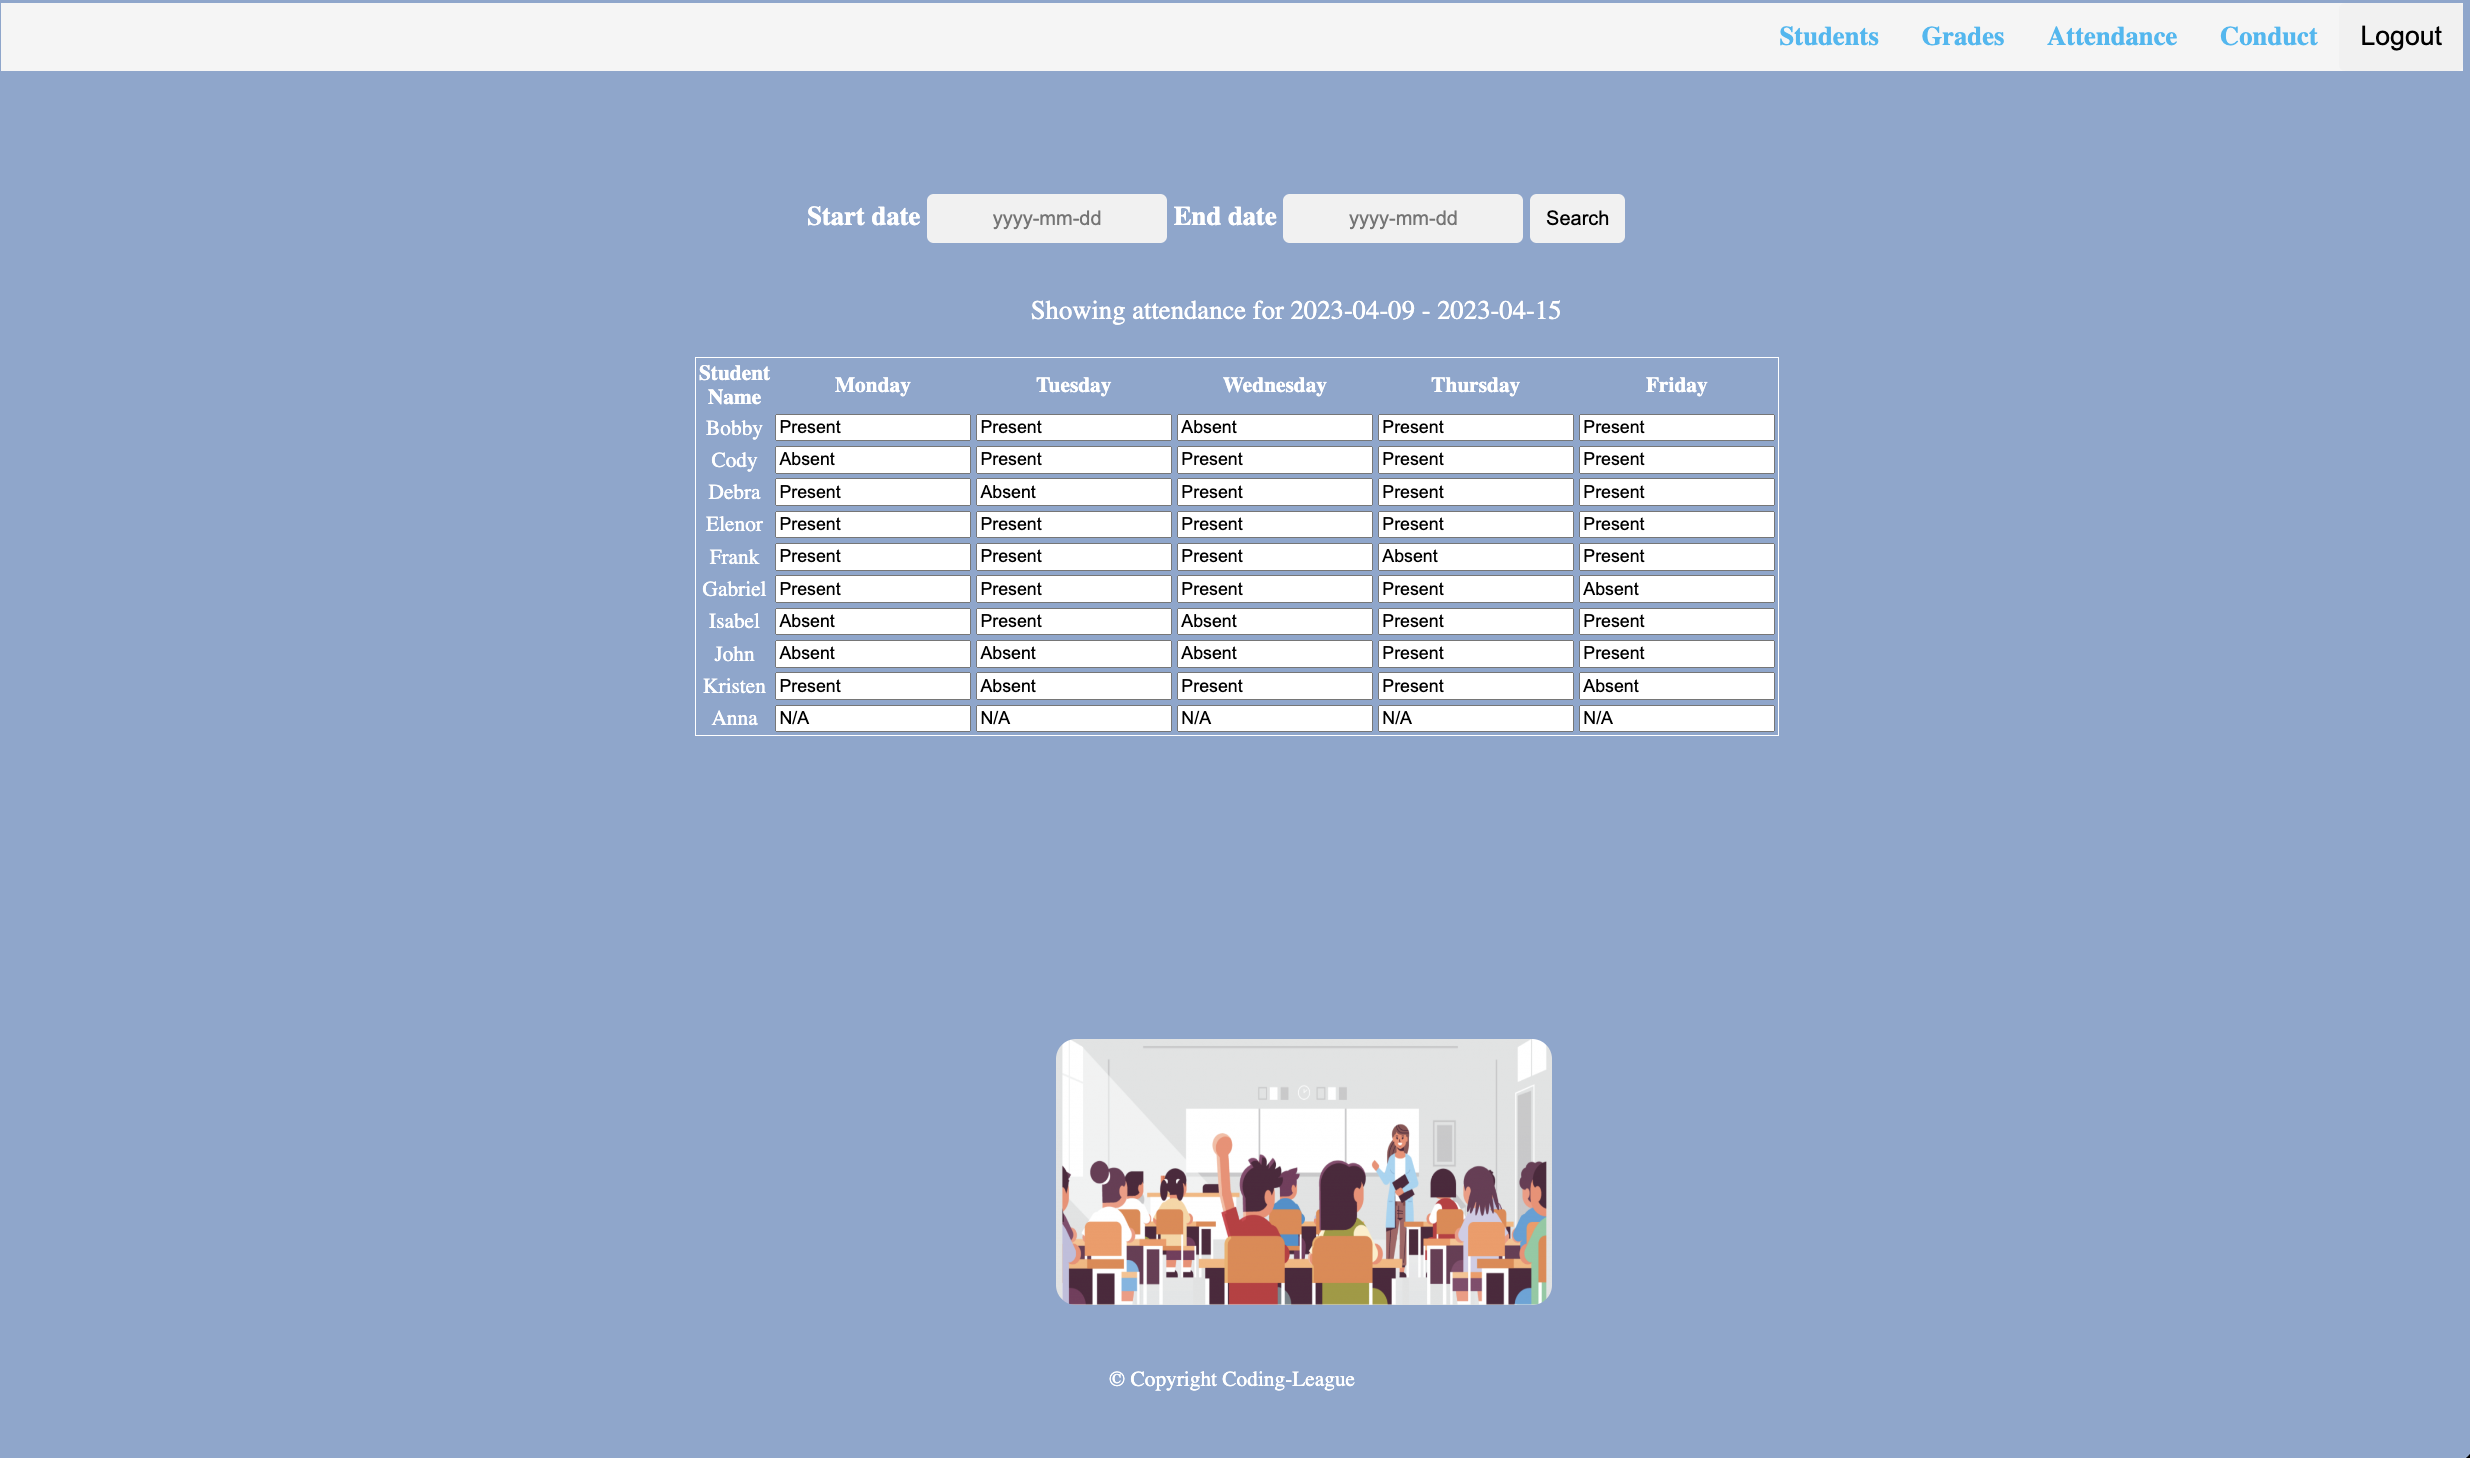 Students Grades Attendance Conduct Logout
Start date yyyy-mm-dd End date yyyy-mm-dd Search
Showing attendance for 2023-04-09 - 2023-04-15
Student Name Monday Tuesday Wednesday Thursday Friday
Bobby Present Present Absent Present Present
Cody Absent Present Present Present Present
Debra Present Absent Present Present Present
Elenor Present Present Present Present Present
Frank Present Present Present Absent Present
Gabriel Present Present Present Present Absent
Isabel Absent Present Absent Present Present
John Absent Absent Absent Present Present
Kristen Present Absent Present Present Absent
Anna N/A N/A N/A N/A N/A
© Copyright Coding-League